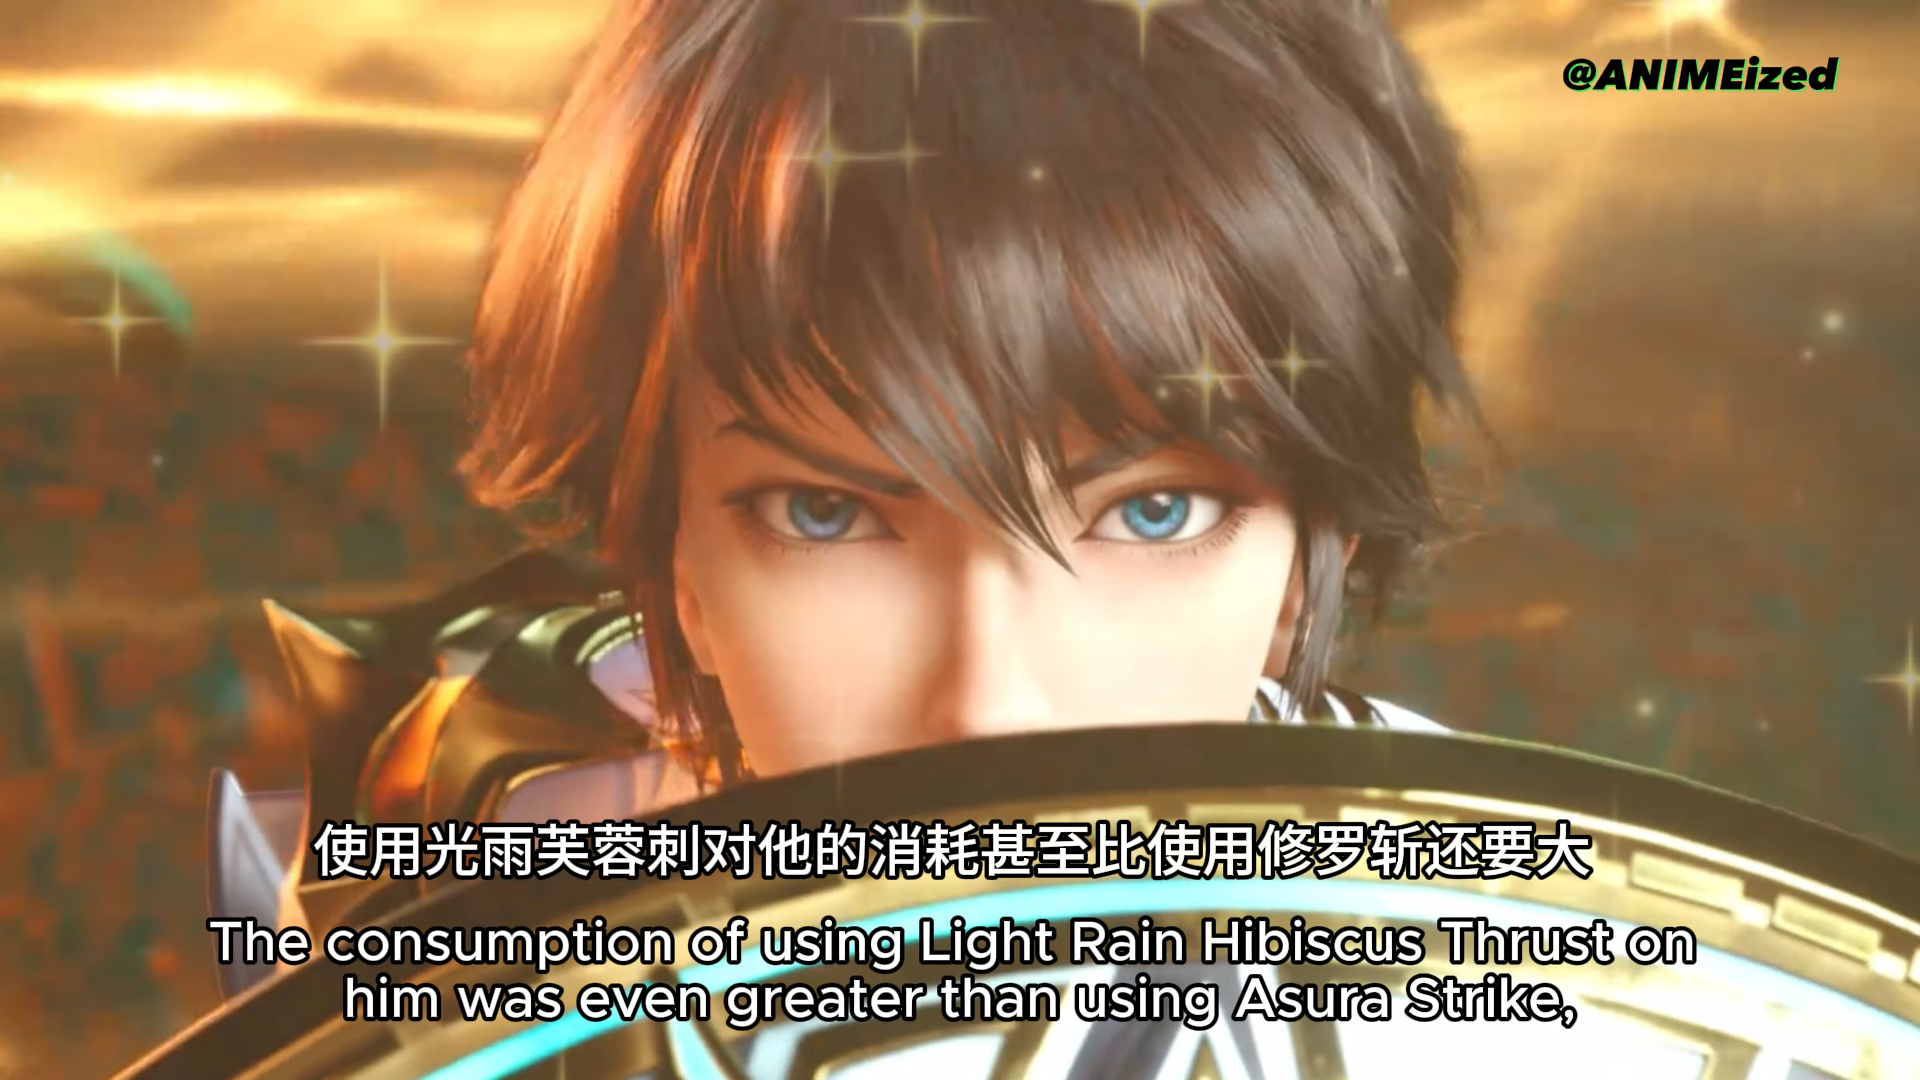 @ANIMEized
使用光雨芙蓉刺对他的消耗甚至比使用修罗斩还要大
The consumption of using Light Rain Hibiscus Thrust on
him was even greater than using Asura Strike,